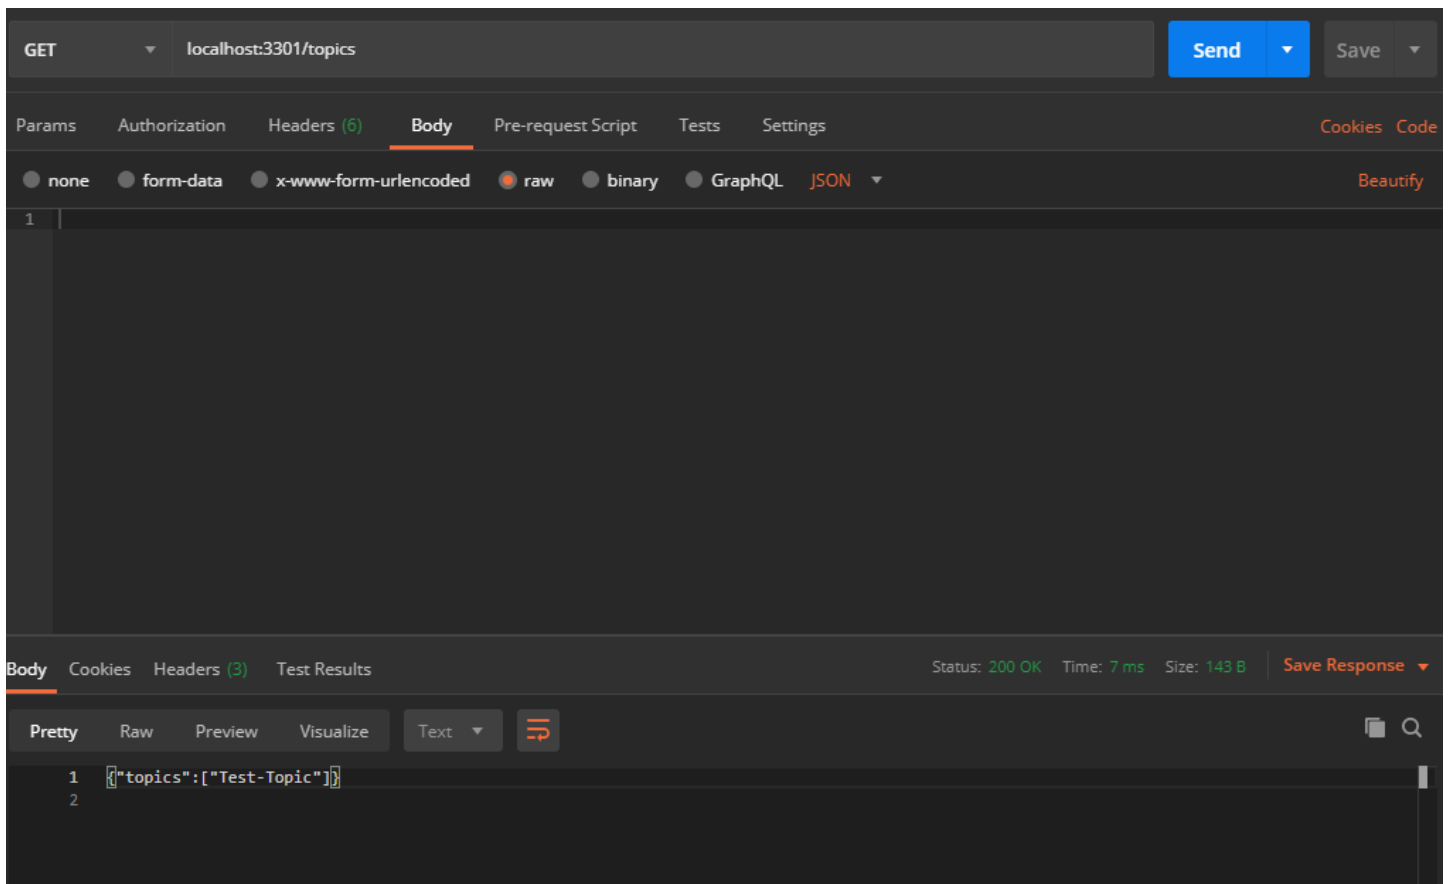 GET localhost:3301/topics Send Save
Params Authorization Headers (6) Body Pre-request Script Tests Settings Cookies Code
none form-data x-www-form-urlencoded raw binary GraphQL JSON Beautify
1
Body Cookies Headers (3) Test Results Status: 200 OK Time: 7 ms Size: 143 B Save Response
Pretty Raw Preview Visualize Text
1 {"topics":["Test-Topic"]}
2